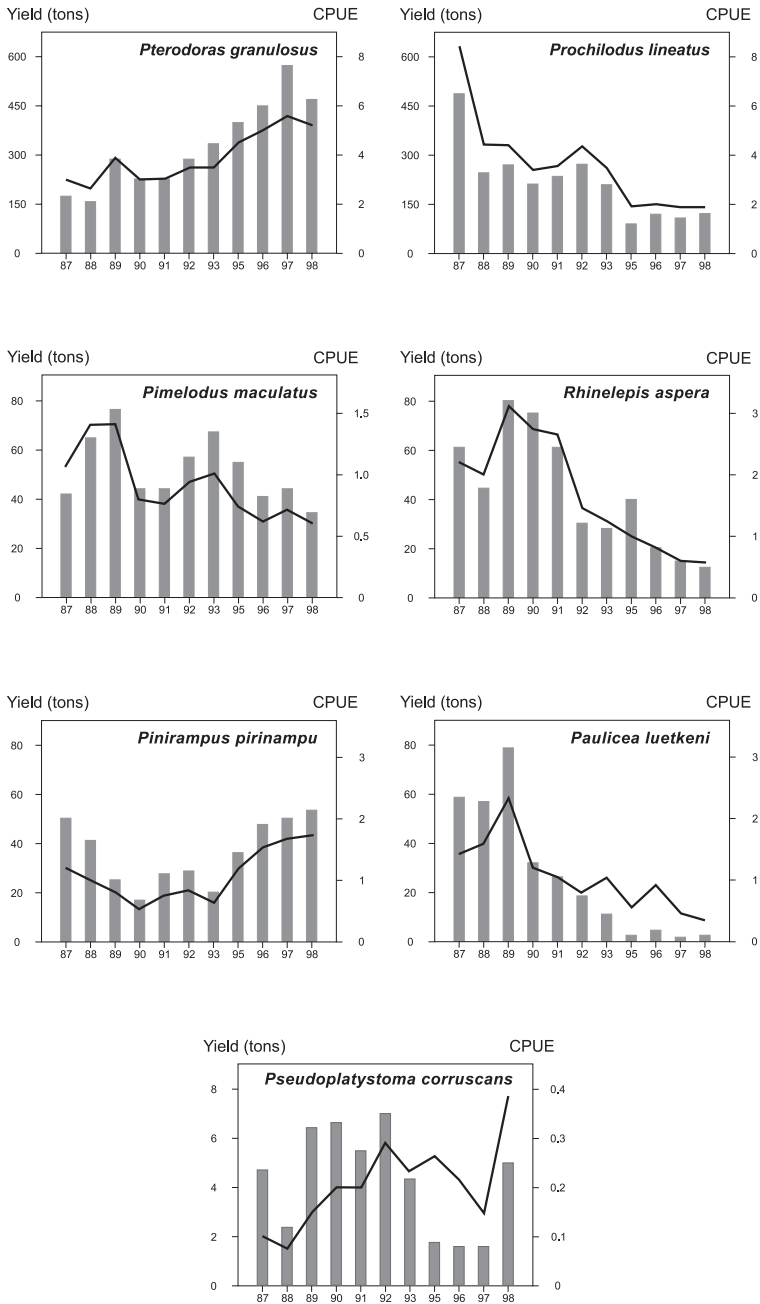 Yield (tons) CPUE
Pterodoras granulosus
600 8
450 6
300 4
150 2
0 0
87 88 89 90 91 92 93 95 96 97 98
Yield (tons) CPUE
Prochilodus lineatus
600 8
450 6
300 4
150 2
0 0
87 88 89 90 91 92 93 95 96 97 98
Yield (tons) CPUE
Pimelodus maculatus
80 1,5
60 1,0
40 0,5
20
0 0
87 88 89 90 91 92 93 95 96 97 98
Yield (tons) CPUE
Rhinelepis aspera
80 3
60 2
40 1
20
0 0
87 88 89 90 91 92 93 95 96 97 98
Yield (tons) CPUE
Pinirampus pirinampu
80 3
60 2
40 1
20
0 0
87 88 89 90 91 92 93 95 96 97 98
Yield (tons) CPUE
Paulicea luetkeni
80 3
60 2
40 1
20
0 0
87 88 89 90 91 92 93 95 96 97 98
Yield (tons) CPUE
Pseudoplatystoma corruscans
8 0.4
6 0.3
4 0.2
2 0.1
0 0
87 88 89 90 91 92 93 95 96 97 98